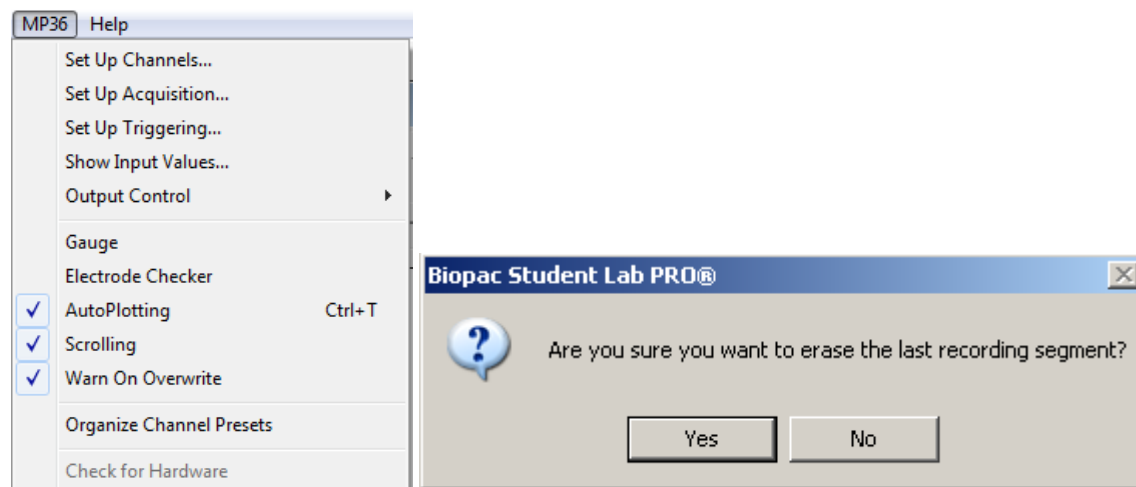 MP36 Help
Set Up Channels...
Set Up Acquisition...
Set Up Triggering...
Show Input Values...
Output Control
Gauge
Electrode Checker
AutoPlotting Ctrl+T
Scrolling
Warn On Overwrite
Organize Channel Presets
Check for Hardware
Biopac Student Lab PRO®
Are you sure you want to erase the last recording segment?
Yes No